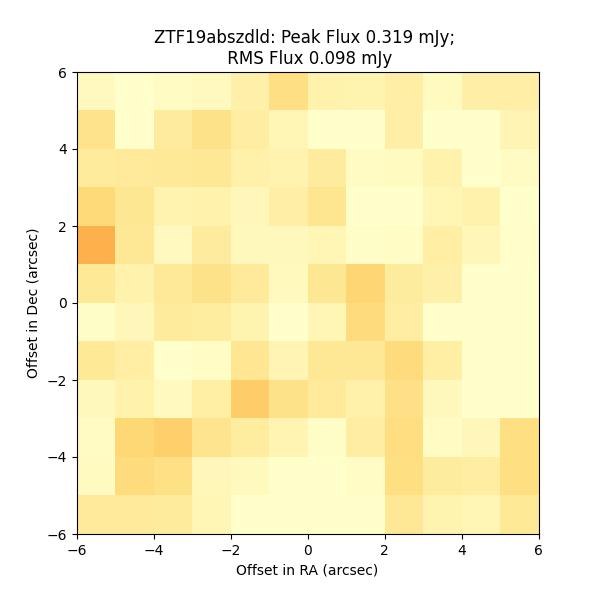 ZTF19abszdld: Peak Flux 0.319 mJy;
RMS Flux 0.098 mJy
6
4
2
0
−2
−4
−6
Offset in Dec (arcsec)
−6 −4 −2 0 2 4 6
Offset in RA (arcsec)